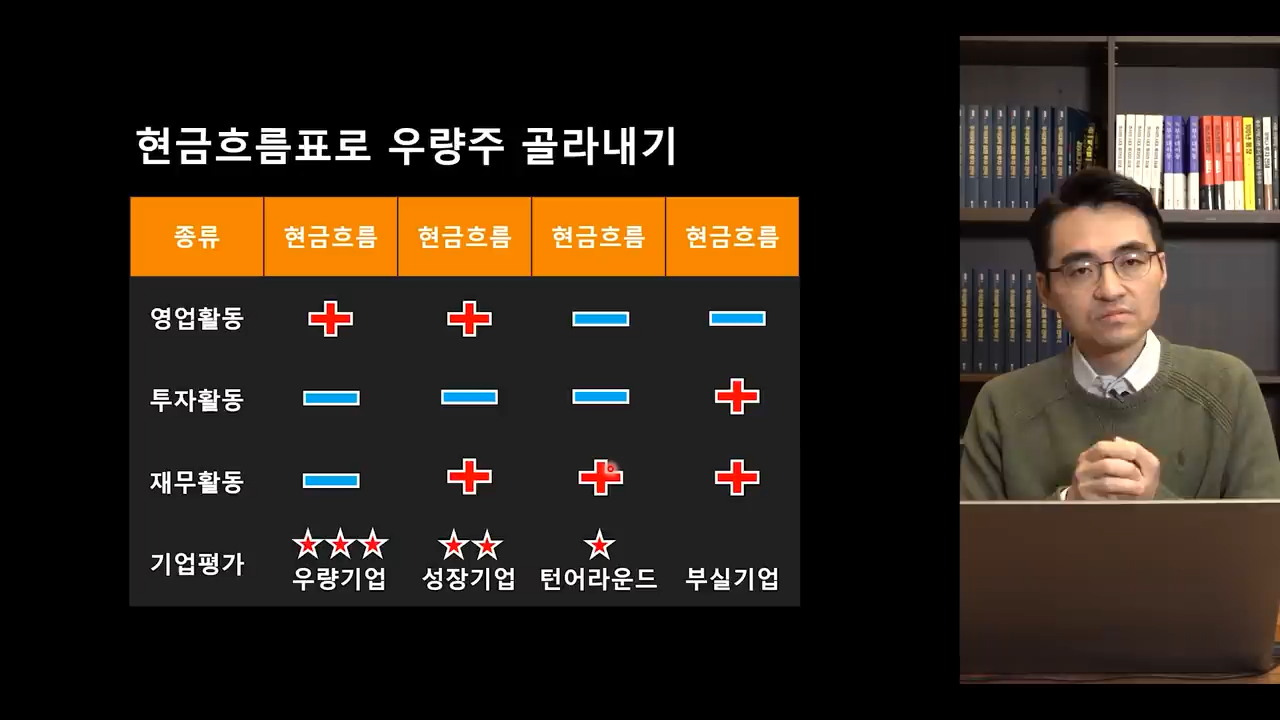 현금흐름표로 우량주 골라내기
종류 현금흐름 현금흐름 현금흐름 현금흐름
영업활동 + + - -
투자활동 - - - +
재무활동 - + + +
기업평가 ★★★ ★★ ★
우량기업 성장기업 턴어라운드 부실기업